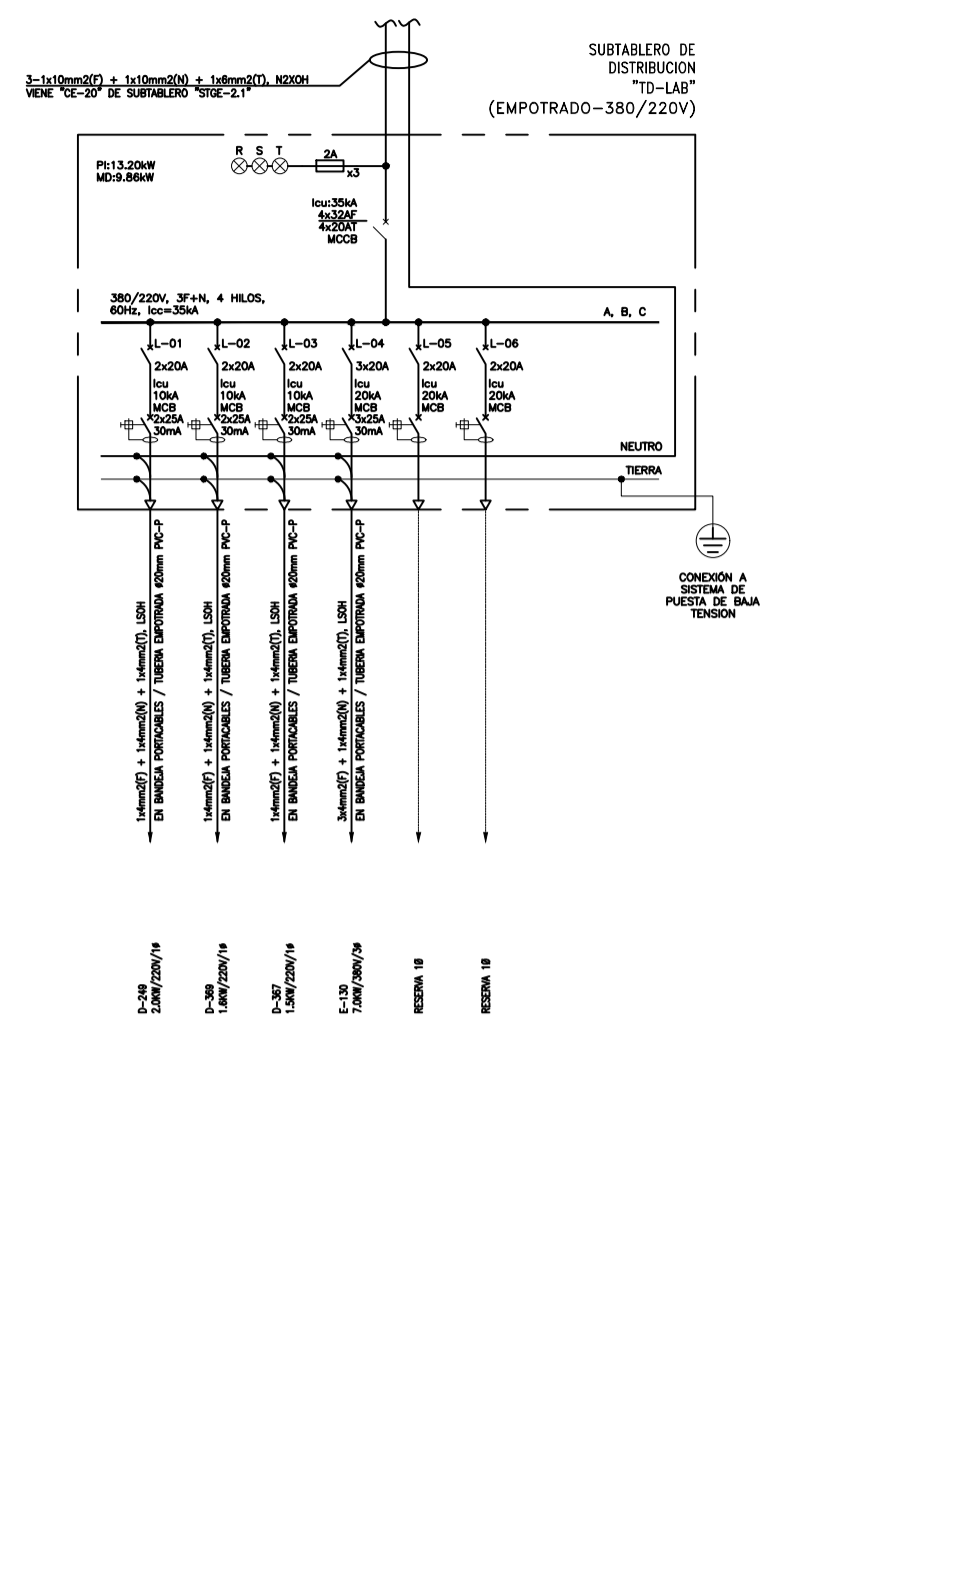 SUBTABLERO DE
DISTRIBUCION
"TD-LAB"
(EMPOTRADO-380/220V)
3-1x10mm2(F) + 1x10mm2(N) + 1x6mm2(T), N2XOH
VIENE "CE-20" DE SUBTABLERO "STGE-2.1"
PI:13.20kW
MD:9.86kW
R S T
2A
x3
Icu:35kA
4x32AF
4x20AT
MCCB
380/220V, 3F+N, 4 HILOS,
60Hz, Icc=35kA
A, B, C
L-01
2x20A
Icu
10kA
MCB
2x25A
30mA
L-02
2x20A
Icu
10kA
MCB
2x25A
30mA
L-03
2x20A
Icu
10kA
MCB
2x25A
30mA
L-04
3x20A
Icu
20kA
MCB
3x25A
30mA
L-05
2x20A
Icu
20kA
MCB
L-06
2x20A
Icu
20kA
MCB
NEUTRO
TIERRA
CONEXIÓN A
SISTEMA DE
PUESTA DE BAJA
TENSION
1x4mm2(F) + 1x4mm2(N) + 1x4mm2(T), LSOH
EN BANDEJA PORTACABLES / TUBERIA EMPOTRADA ø20mm PVC-P
1x4mm2(F) + 1x4mm2(N) + 1x4mm2(T), LSOH
EN BANDEJA PORTACABLES / TUBERIA EMPOTRADA ø20mm PVC-P
1x4mm2(F) + 1x4mm2(N) + 1x4mm2(T), LSOH
EN BANDEJA PORTACABLES / TUBERIA EMPOTRADA ø20mm PVC-P
3x4mm2(F) + 1x4mm2(N) + 1x4mm2(T), LSOH
EN BANDEJA PORTACABLES / TUBERIA EMPOTRADA ø20mm PVC-P
D-249
2.0KW/220V/1ø
D-369
1.6KW/220V/1ø
D-367
1.5KW/220V/1ø
E-130
7.0KW/380V/3ø
RESERVA 1Ø
RESERVA 1Ø